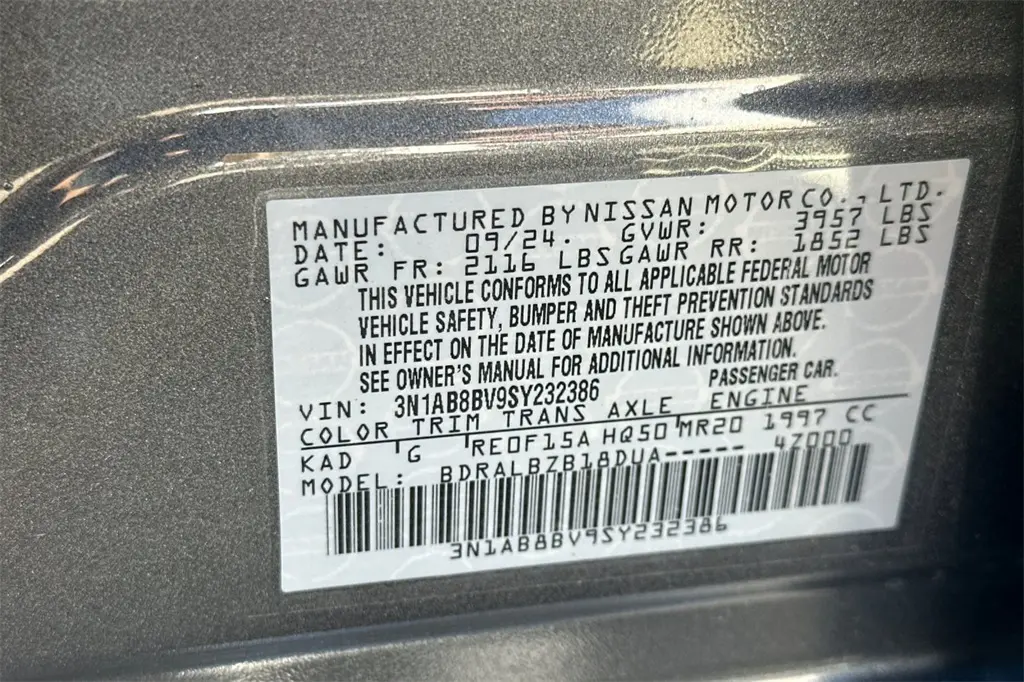 MANUFACTURED BY NISSAN MOTOR CO., LTD.
DATE: 09/24. GVWR: 3957 LBS
GAWR FR: 2116 LBS GAWR RR: 1852 LBS
THIS VEHICLE CONFORMS TO ALL APPLICABLE FEDERAL MOTOR
VEHICLE SAFETY, BUMPER AND THEFT PREVENTION STANDARDS
IN EFFECT ON THE DATE OF MANUFACTURE SHOWN ABOVE.
SEE OWNER'S MANUAL FOR ADDITIONAL INFORMATION.
VIN: 3N1AB8BV9SY232386 PASSENGER CAR.
COLOR TRIM TRANS AXLE ENGINE
KAD G RE0F15A HQ50 MR20 1997 CC
MODEL: BDRALBZB18DUA----- 4Z000
3N1AB8BV9SY232386